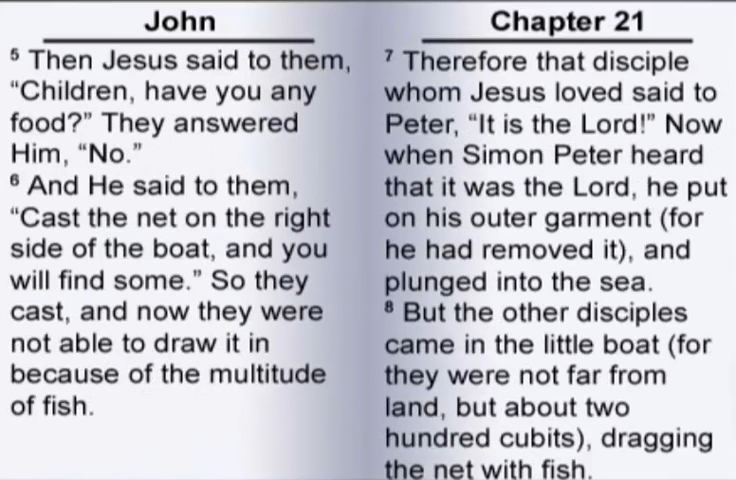 John
⁵ Then Jesus said to them,
“Children, have you any
food?” They answered
Him, “No.”
⁶ And He said to them,
“Cast the net on the right
side of the boat, and you
will find some.” So they
cast, and now they were
not able to draw it in
because of the multitude
of fish.
Chapter 21
⁷ Therefore that disciple
whom Jesus loved said to
Peter, “It is the Lord!” Now
when Simon Peter heard
that it was the Lord, he put
on his outer garment (for
he had removed it), and
plunged into the sea.
⁸ But the other disciples
came in the little boat (for
they were not far from
land, but about two
hundred cubits), dragging
the net with fish.